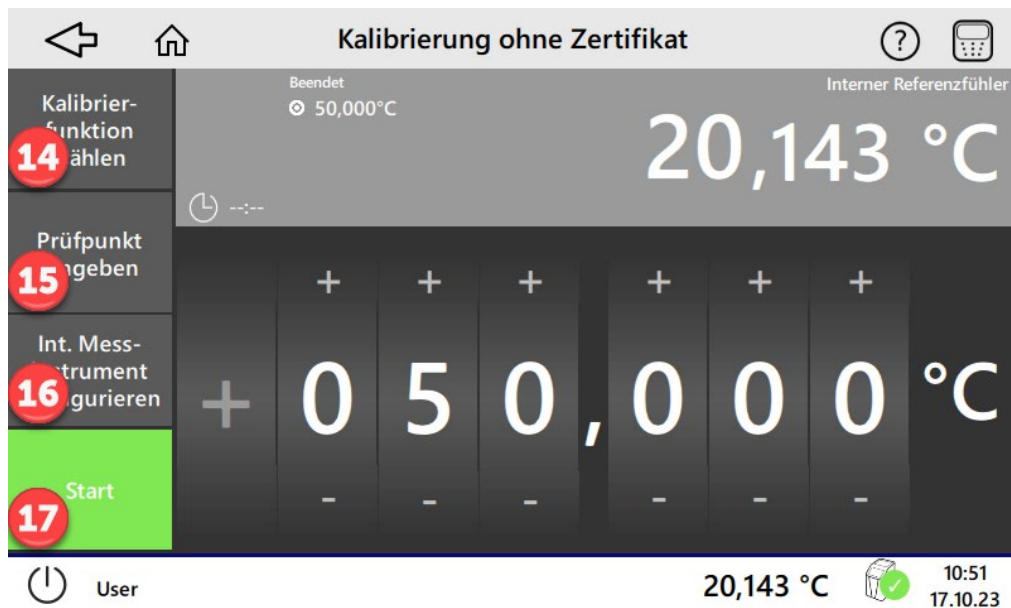 Kalibrierung ohne Zertifikat
?
Kalibrier-
funktion
14 ählen
Beendet
50,000°C
--:--
Interner Referenzfühler
20,143 °C
Prüfpunkt
15 ngeben
Int. Mess-
strument
16 gurieren
Start
17
+ + + + + +
+ 0 5 0 , 0 0 0 °C
- - - - - -
User
20,143 °C
10:51
17.10.23